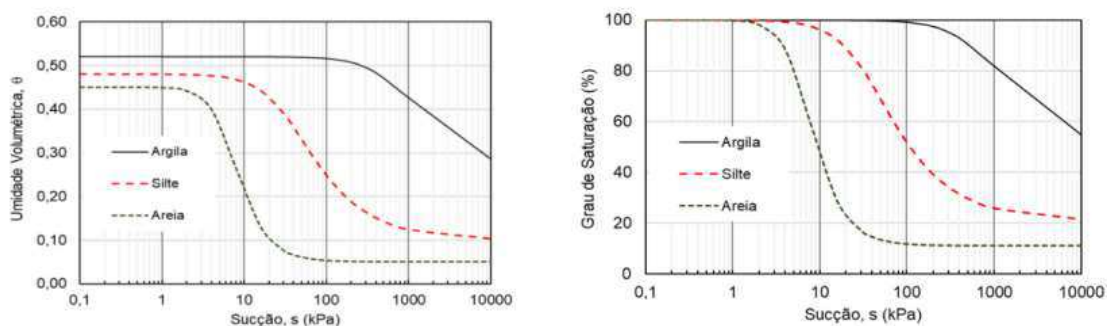 0,60
0,50
0,40
0,30
0,20
0,10
0,00
Umidade Volumétrica, θ
Argila
Silte
Areia
0,1 1 10 100 1000 10000
Sucção, s (kPa)
100
80
60
40
20
0
Grau de Saturação (%)
Argila
Silte
Areia
0,1 1 10 100 1000 10000
Sucção, s (kPa)